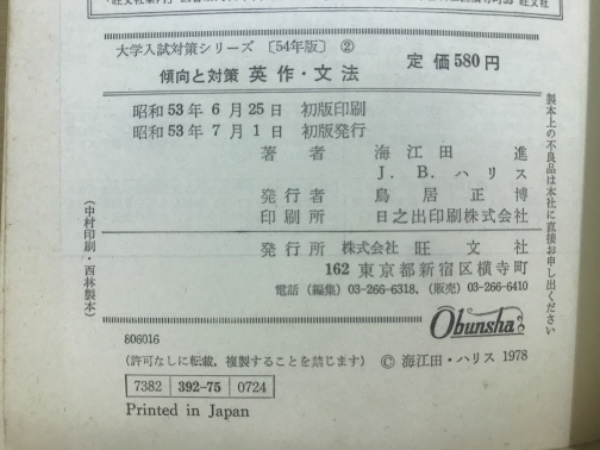 大学入試対策シリーズ 〔54年版〕 ②
傾向と対策 英作・文法
定価580円
昭和53年 6月25日 初版印刷
昭和53年 7月 1日 初版発行
著者 海江田 進
J. B. ハリス
発行者 鳥居正博
印刷所 日之出印刷株式会社
発行所 株式会社 旺文社
162 東京都新宿区横寺町
電話 (編集) 03-266-6318, (販売) 03-266-6410
Obunsha
製本上の不良品は本社に直接お申し出ください
(中村印刷・西林製本)
806016
(許可なしに転載, 複製することを禁じます) © 海江田・ハリス 1978
7382 392-75 0724
Printed in Japan